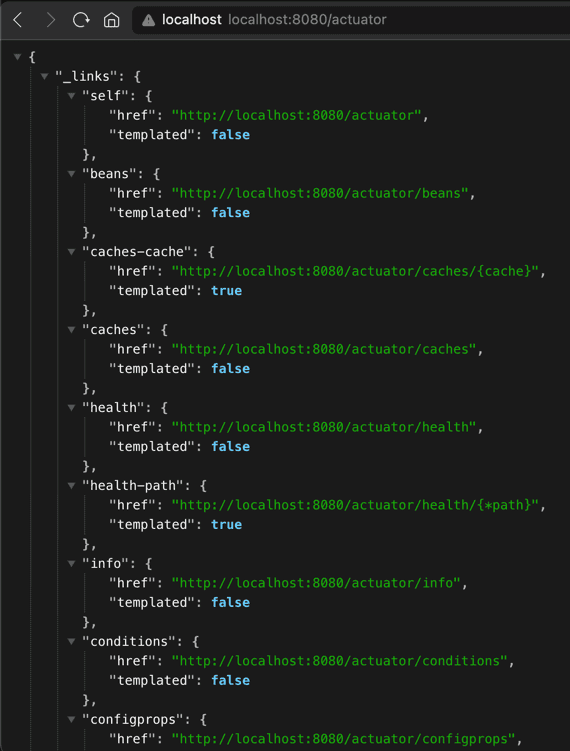 localhost localhost:8080/actuator
{
"_links": {
"self": {
"href": "http://localhost:8080/actuator",
"templated": false
},
"beans": {
"href": "http://localhost:8080/actuator/beans",
"templated": false
},
"caches-cache": {
"href": "http://localhost:8080/actuator/caches/{cache}",
"templated": true
},
"caches": {
"href": "http://localhost:8080/actuator/caches",
"templated": false
},
"health": {
"href": "http://localhost:8080/actuator/health",
"templated": false
},
"health-path": {
"href": "http://localhost:8080/actuator/health/{*path}",
"templated": true
},
"info": {
"href": "http://localhost:8080/actuator/info",
"templated": false
},
"conditions": {
"href": "http://localhost:8080/actuator/conditions",
"templated": false
},
"configprops": {
"href": "http://localhost:8080/actuator/configprops",